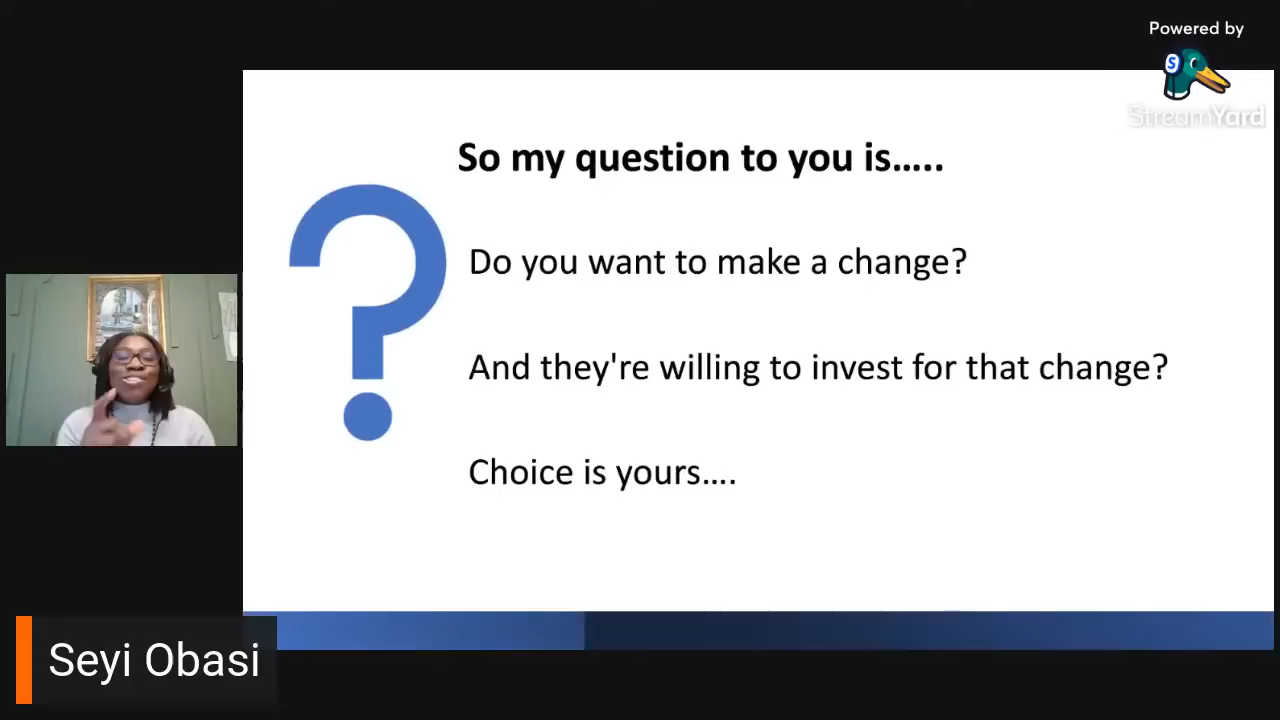 Powered by
StreamYard
So my question to you is.....
Do you want to make a change?
And they're willing to invest for that change?
Choice is yours....
Seyi Obasi